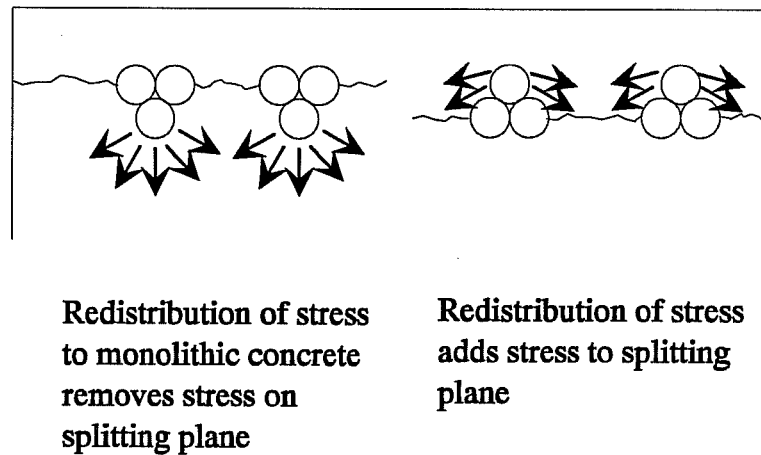 Redistribution of stress
to monolithic concrete
removes stress on
splitting plane
Redistribution of stress
adds stress to splitting
plane